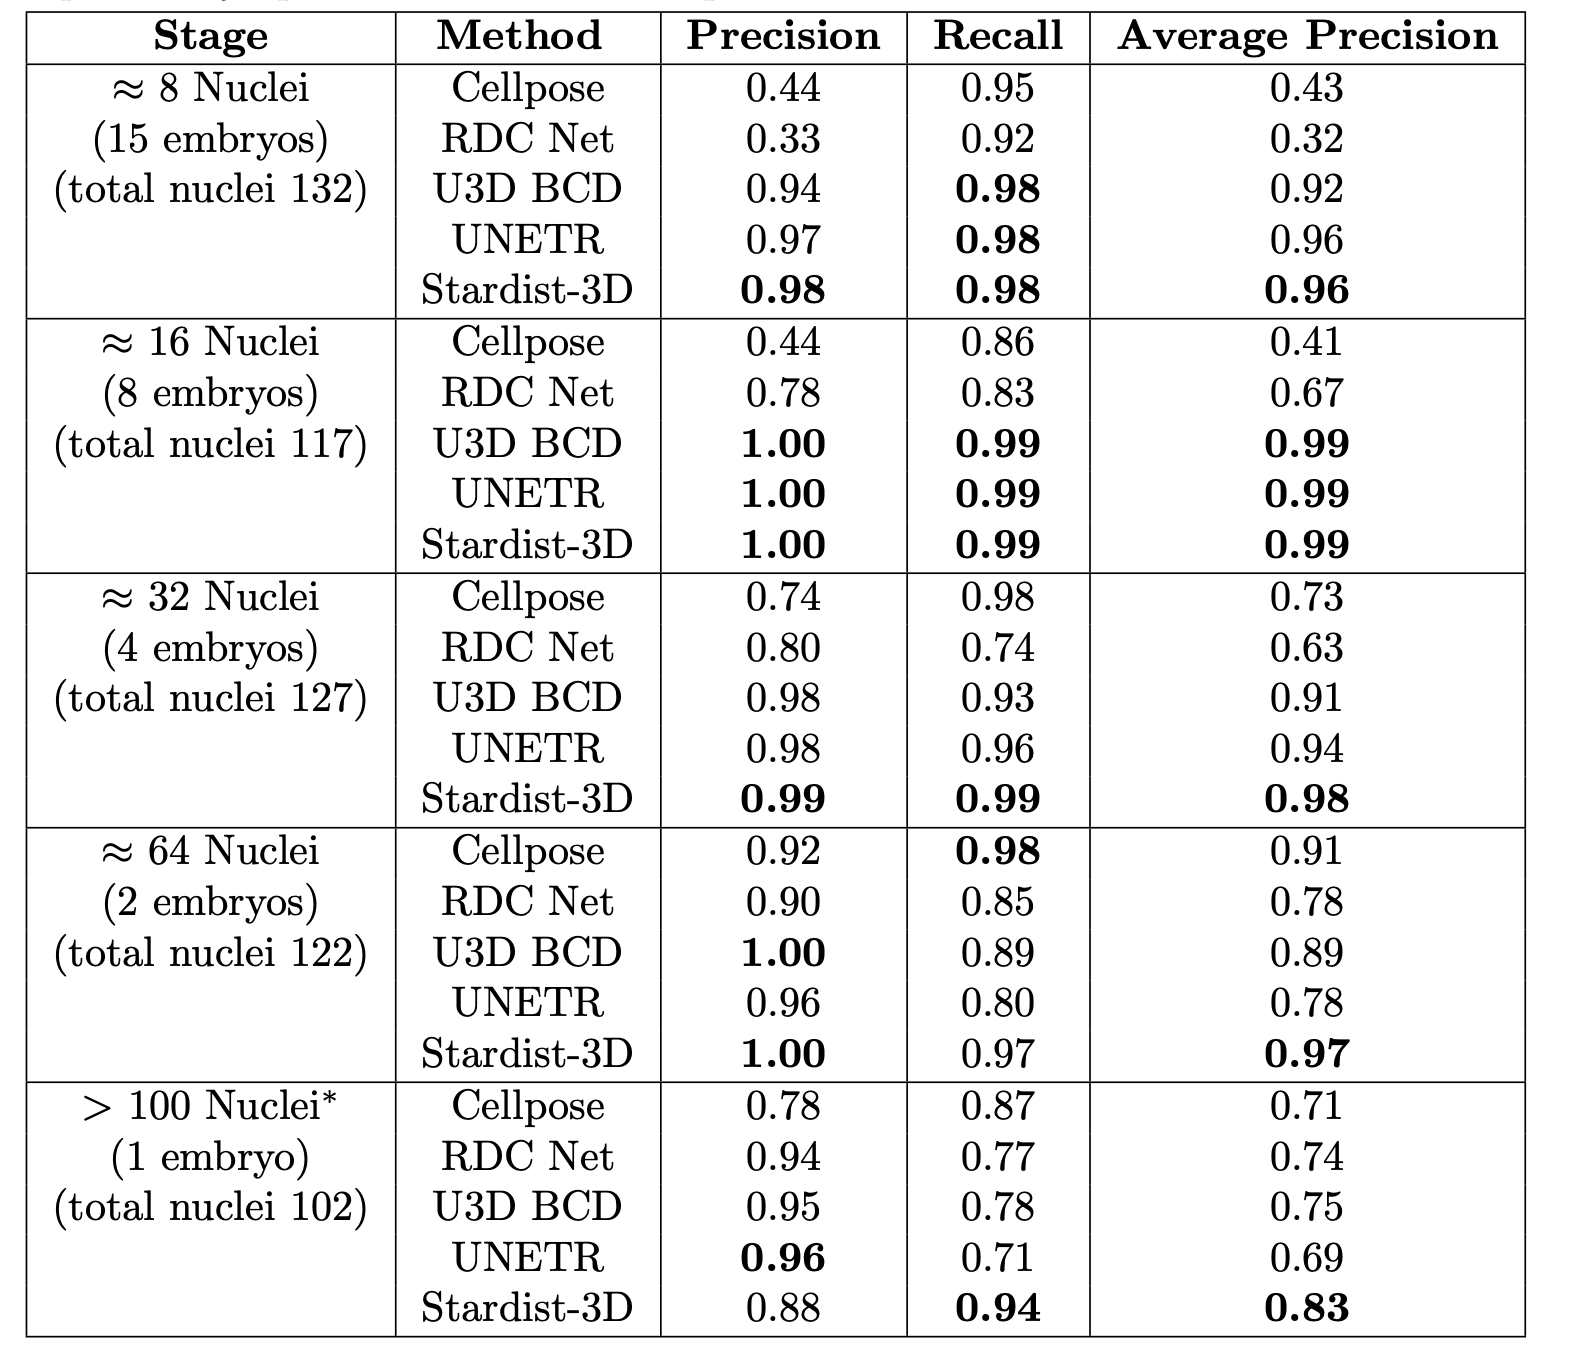 Stage Method Precision Recall Average Precision
≈ 8 Nuclei Cellpose 0.44 0.95 0.43
(15 embryos) RDC Net 0.33 0.92 0.32
(total nuclei 132) U3D BCD 0.94 0.98 0.92
UNETR 0.97 0.98 0.96
Stardist-3D 0.98 0.98 0.96
≈ 16 Nuclei Cellpose 0.44 0.86 0.41
(8 embryos) RDC Net 0.78 0.83 0.67
(total nuclei 117) U3D BCD 1.00 0.99 0.99
UNETR 1.00 0.99 0.99
Stardist-3D 1.00 0.99 0.99
≈ 32 Nuclei Cellpose 0.74 0.98 0.73
(4 embryos) RDC Net 0.80 0.74 0.63
(total nuclei 127) U3D BCD 0.98 0.93 0.91
UNETR 0.98 0.96 0.94
Stardist-3D 0.99 0.99 0.98
≈ 64 Nuclei Cellpose 0.92 0.98 0.91
(2 embryos) RDC Net 0.90 0.85 0.78
(total nuclei 122) U3D BCD 1.00 0.89 0.89
UNETR 0.96 0.80 0.78
Stardist-3D 1.00 0.97 0.97
> 100 Nuclei* Cellpose 0.78 0.87 0.71
(1 embryo) RDC Net 0.94 0.77 0.74
(total nuclei 102) U3D BCD 0.95 0.78 0.75
UNETR 0.96 0.71 0.69
Stardist-3D 0.88 0.94 0.83